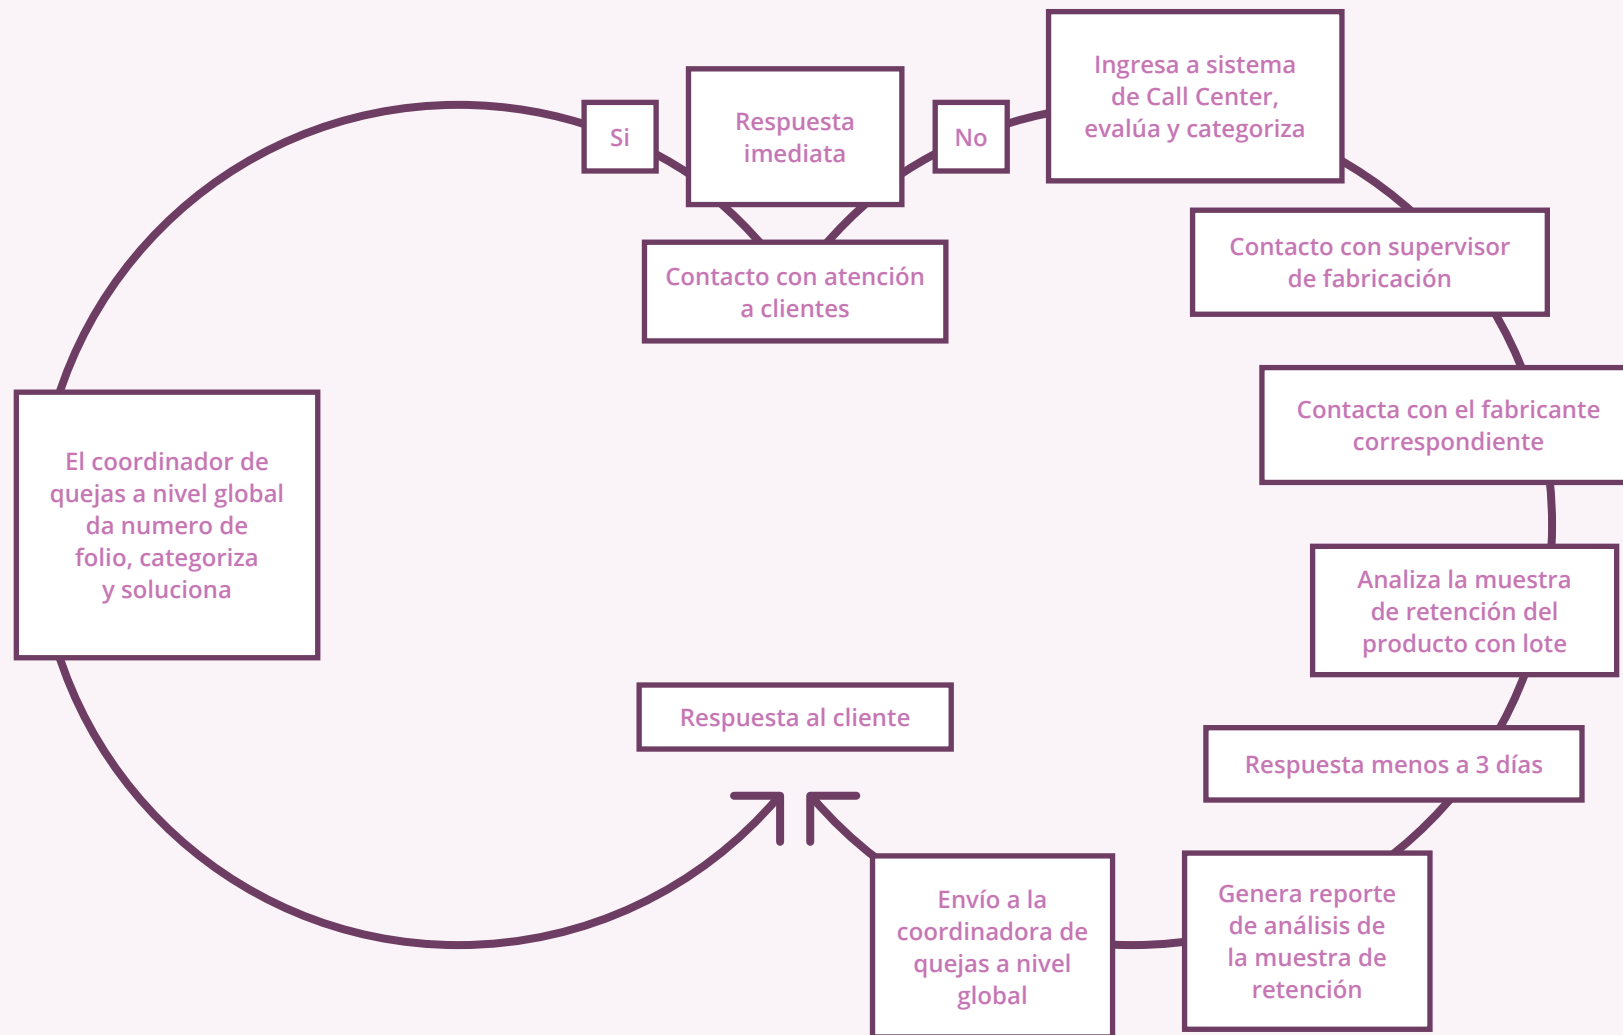 Si
Respuesta
imediata
No
Ingresa a sistema
de Call Center,
evalúa y categoriza
Contacto con atención
a clientes
Contacto con supervisor
de fabricación
Contacta con el fabricante
correspondiente
El coordinador de
quejas a nivel global
da numero de
folio, categoriza
y soluciona
Analiza la muestra
de retención del
producto con lote
Respuesta al cliente
Respuesta menos a 3 días
Genera reporte
de análisis de
la muestra de
retención
Envío a la
coordinadora de
quejas a nivel
global